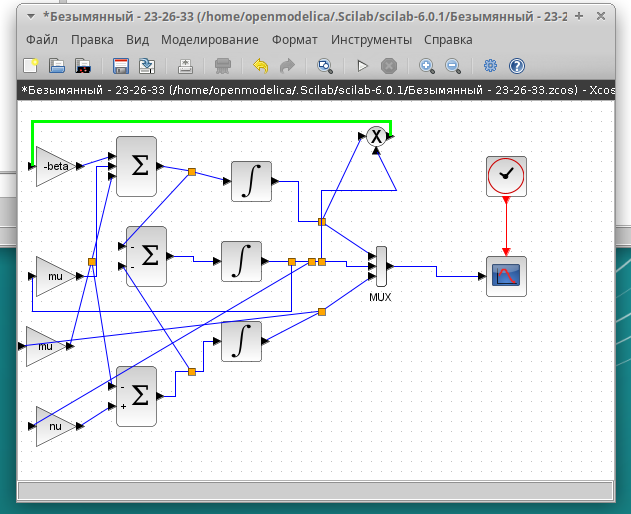 *Безымянный - 23-26-33 (/home/openmodelica/.Scilab/scilab-6.0.1/Безымянный - 23-2
Файл Правка Вид Моделирование Формат Инструменты Справка
*Безымянный - 23-26-33 (/home/openmodelica/.Scilab/scilab-6.0.1/Безымянный - 23-26-33.zcos) - Xcos
X
-beta
Σ
∫
- 
-
Σ
∫
mu
MUX
mu
∫
-
+
Σ
nu